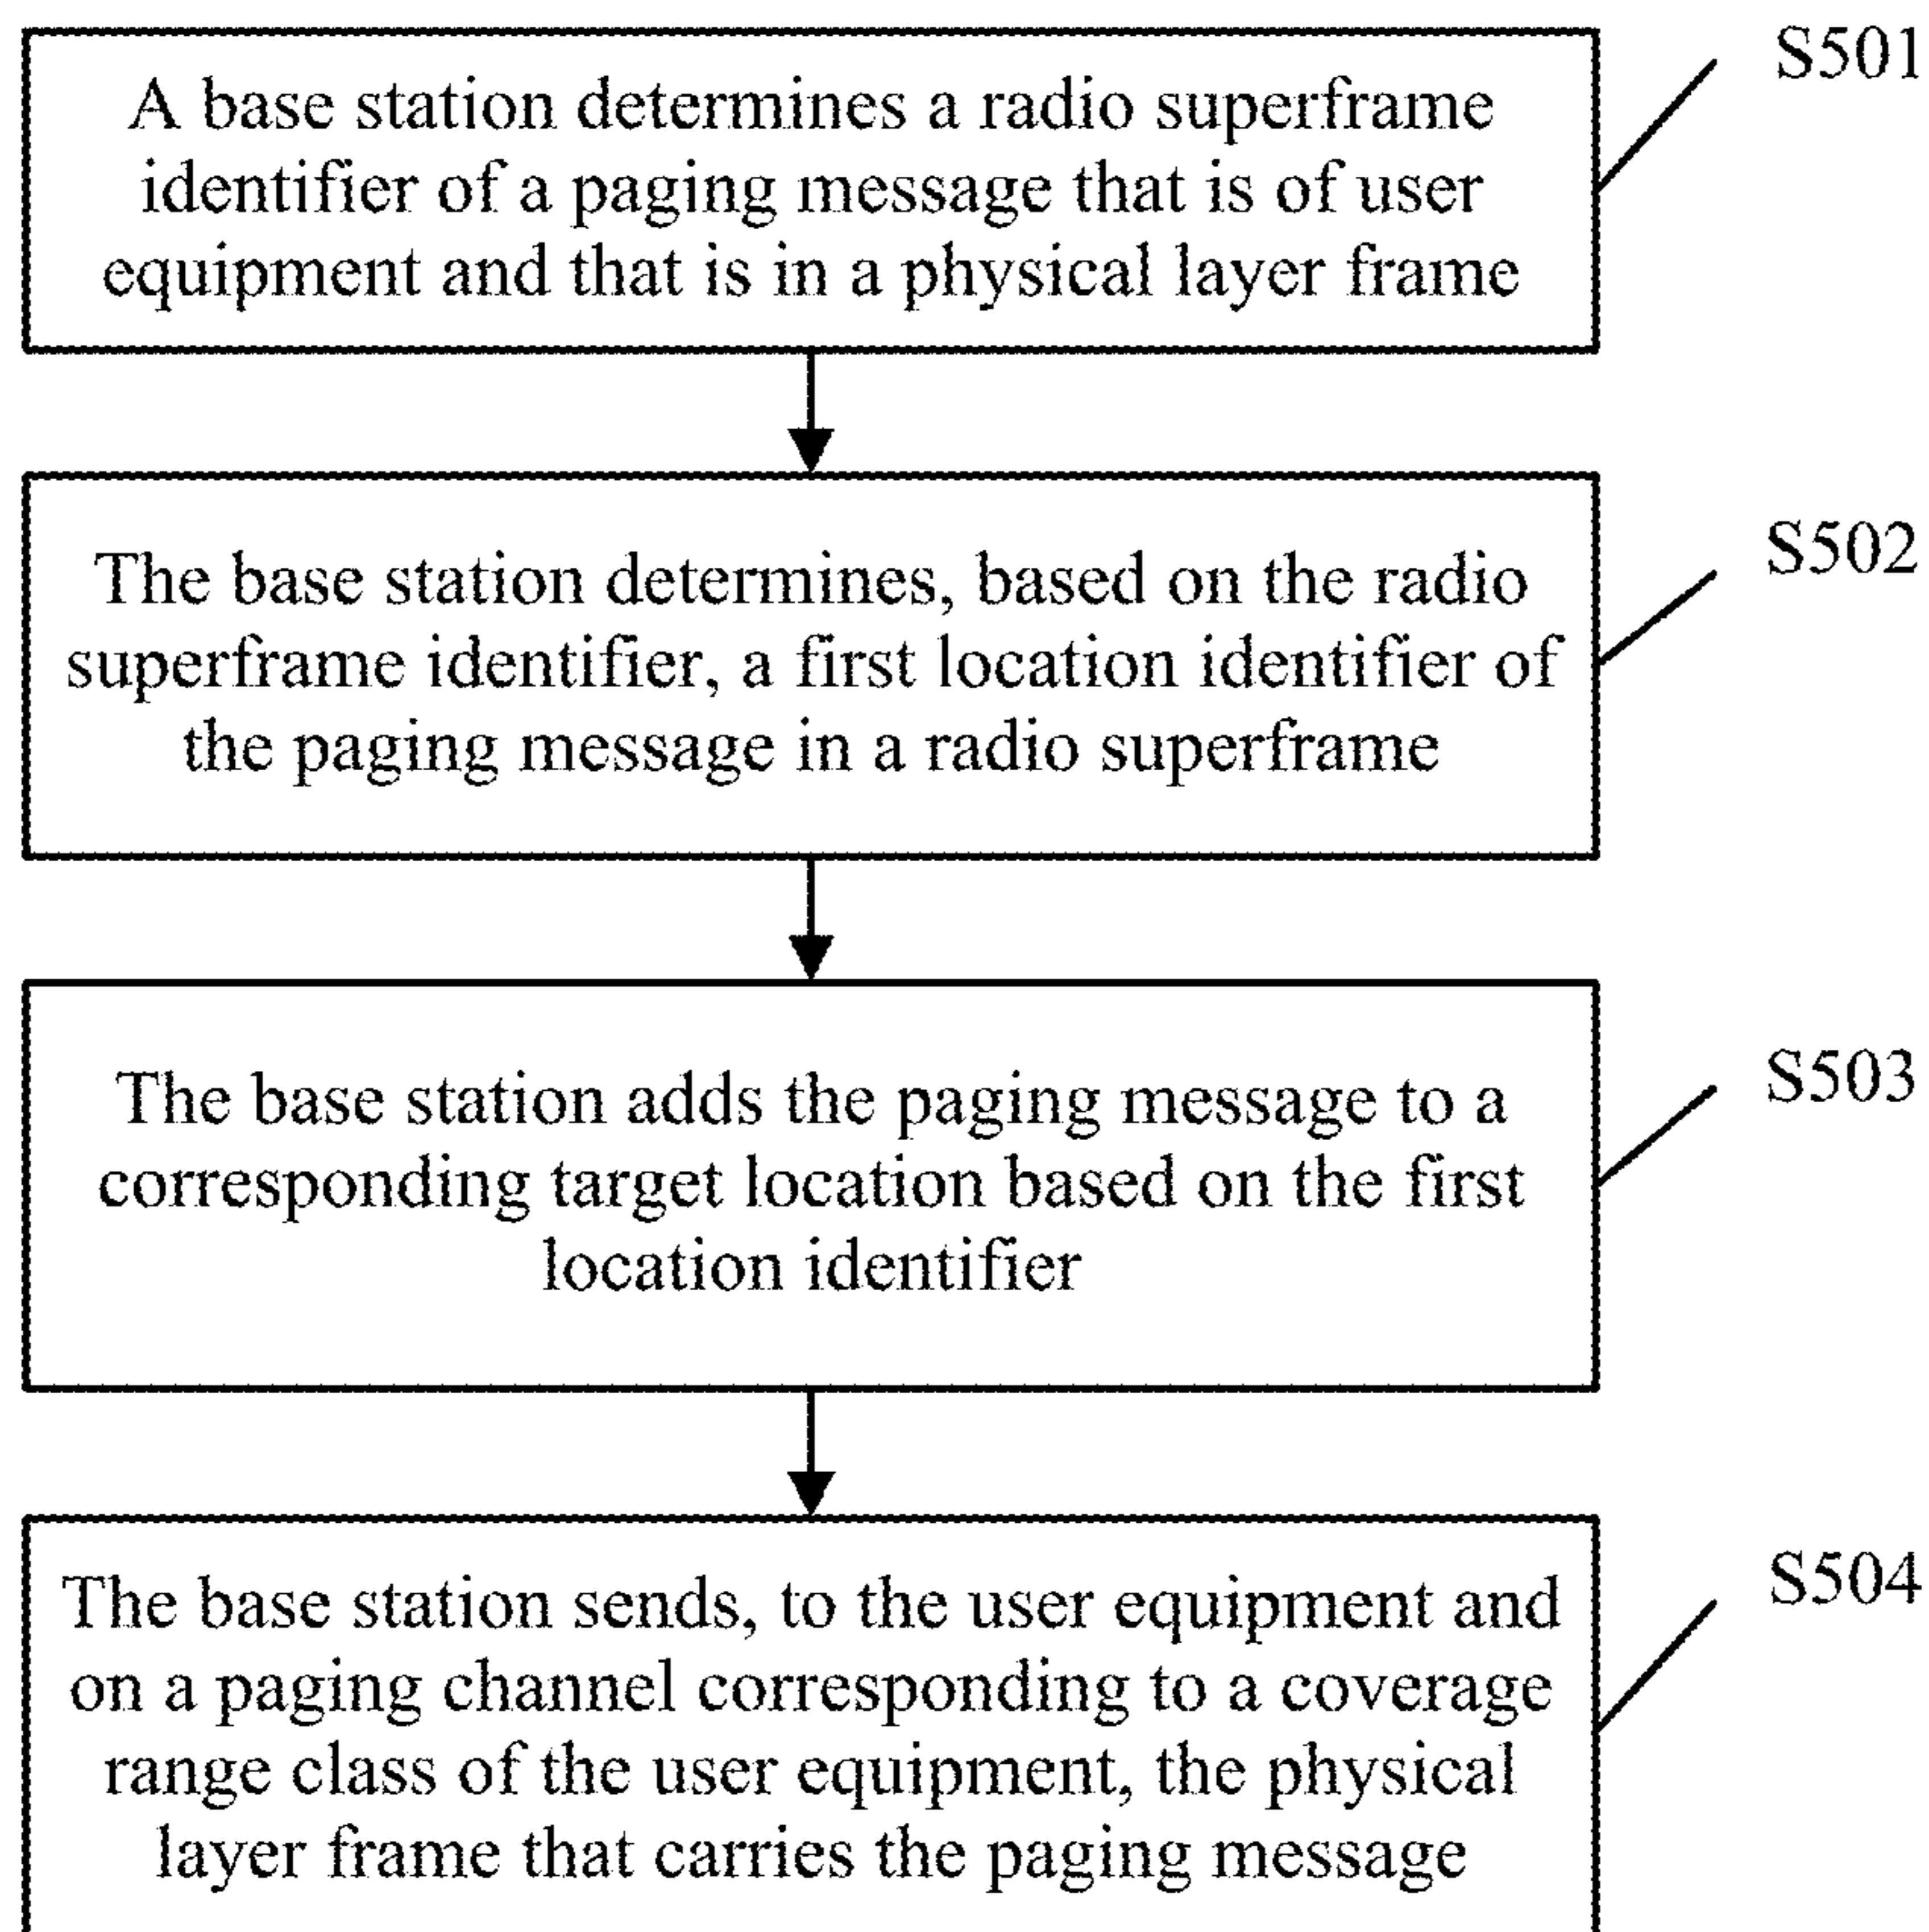 S501
A base station determines a radio superframe
identifier of a paging message that is of user
equipment and that is in a physical layer frame
S502
The base station determines, based on the radio
superframe identifier, a first location identifier of
the paging message in a radio superframe
S503
The base station adds the paging message to a
corresponding target location based on the first
location identifier
S504
The base station sends, to the user equipment and
on a paging channel corresponding to a coverage
range class of the user equipment, the physical
layer frame that carries the paging message